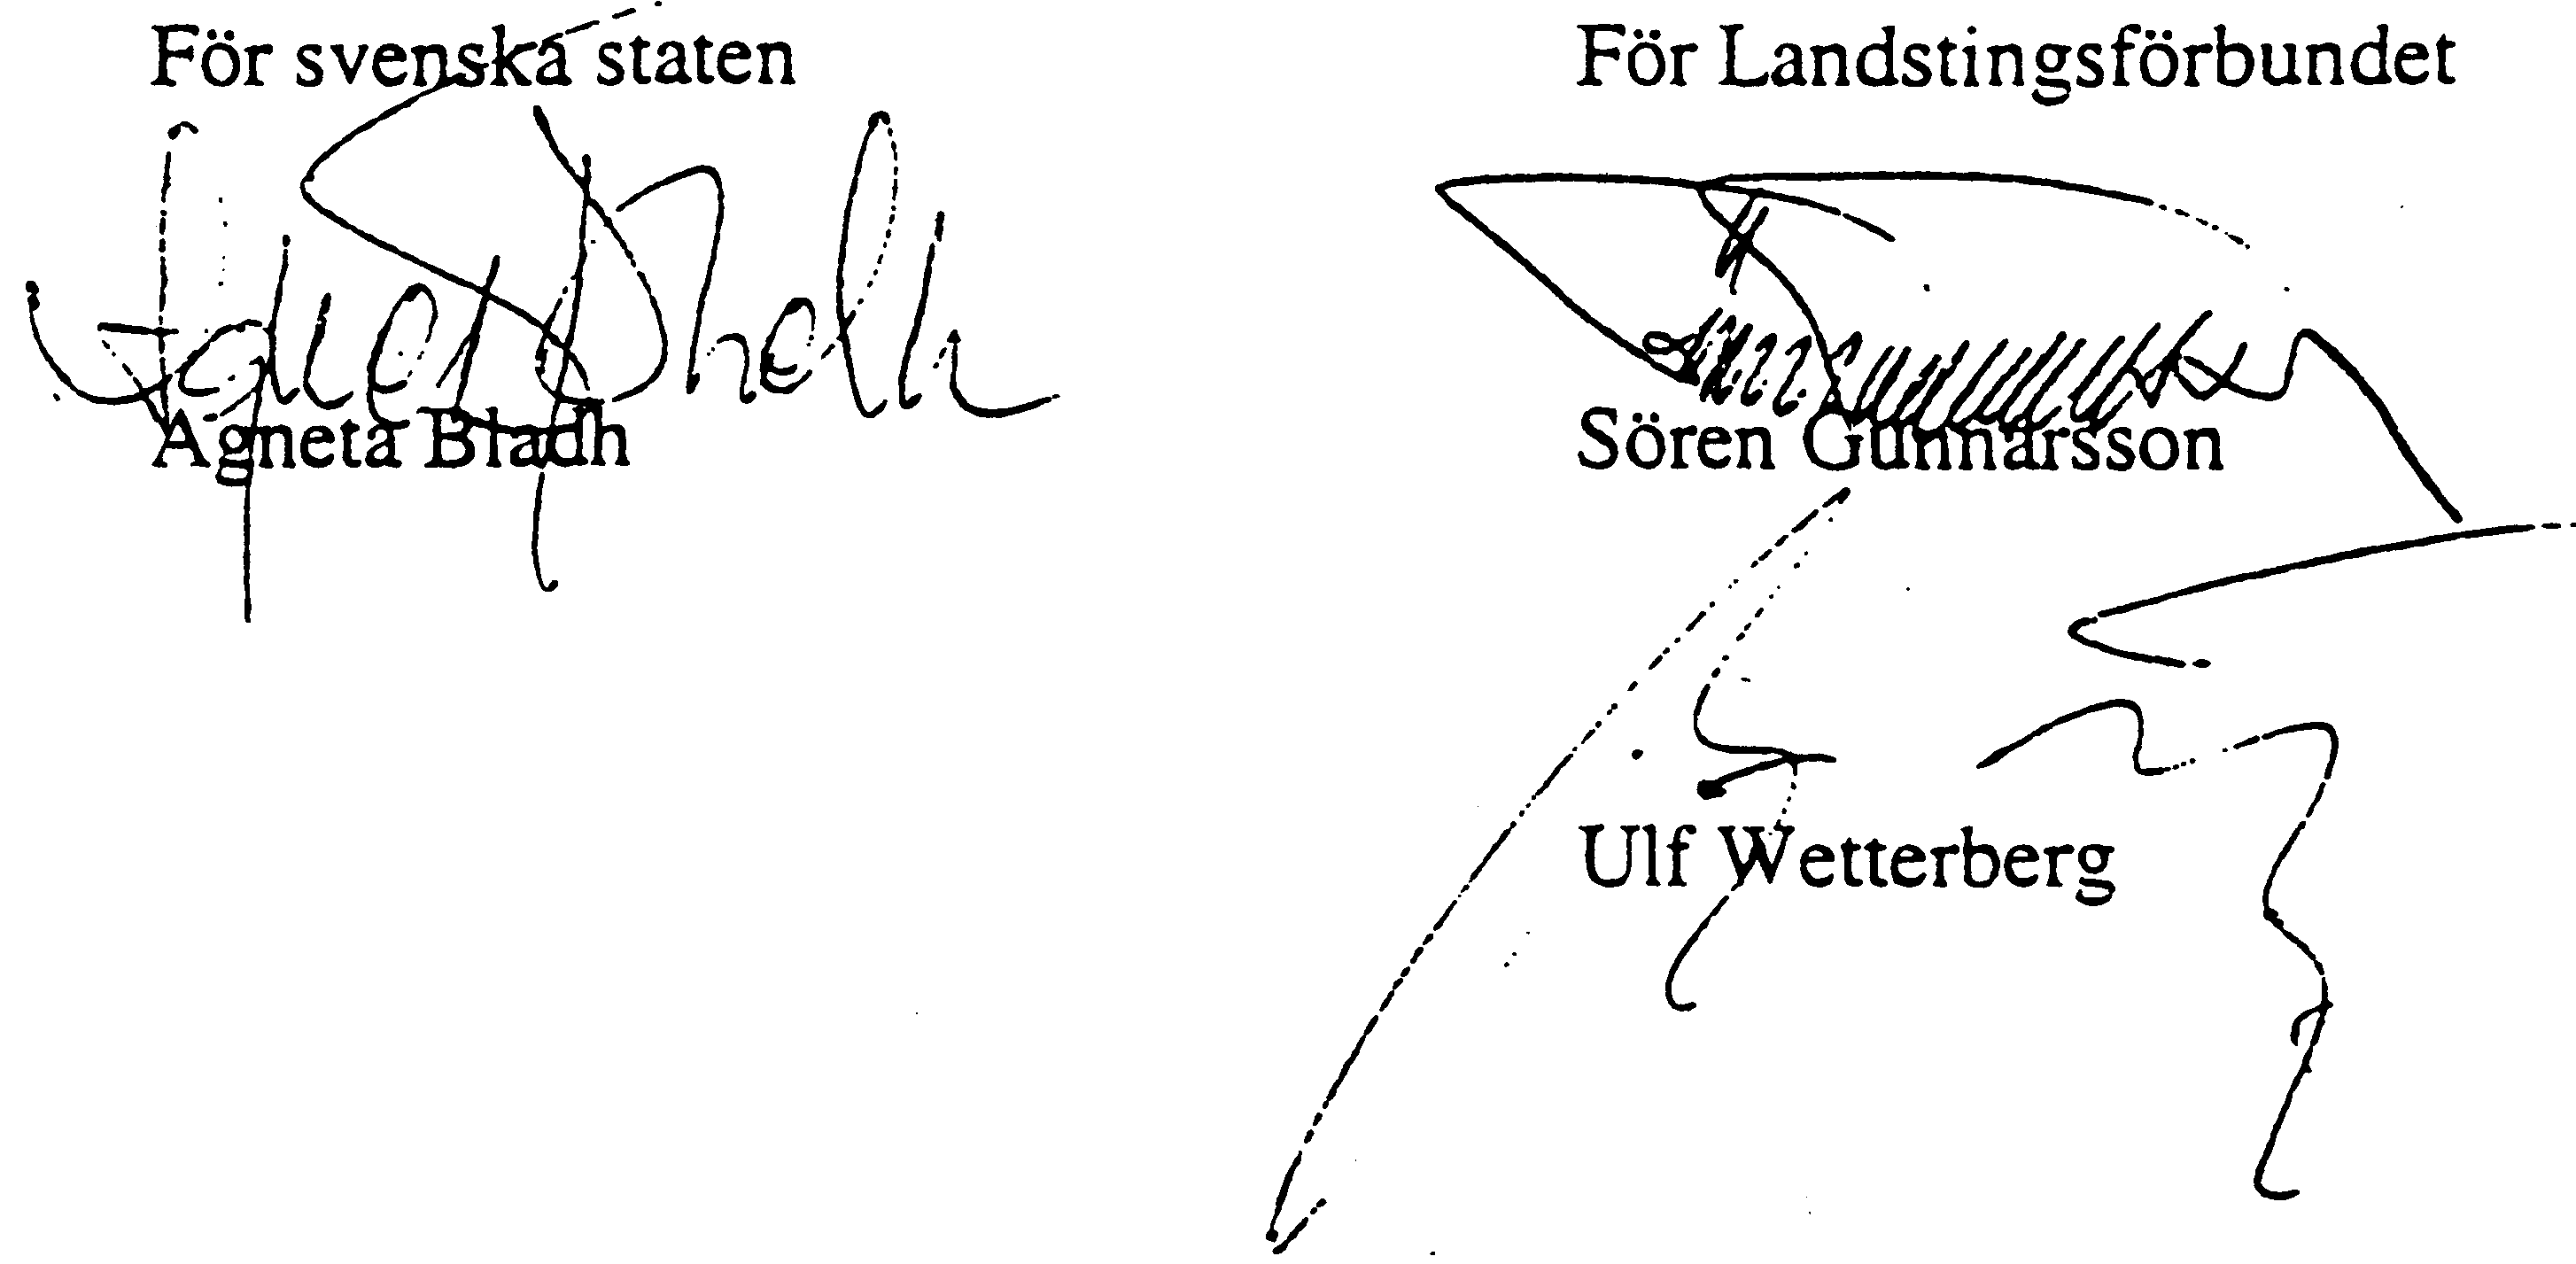 För svenska staten
Agneta Bladh
För Landstingsförbundet
Sören Gunnarsson
Ulf Wetterberg